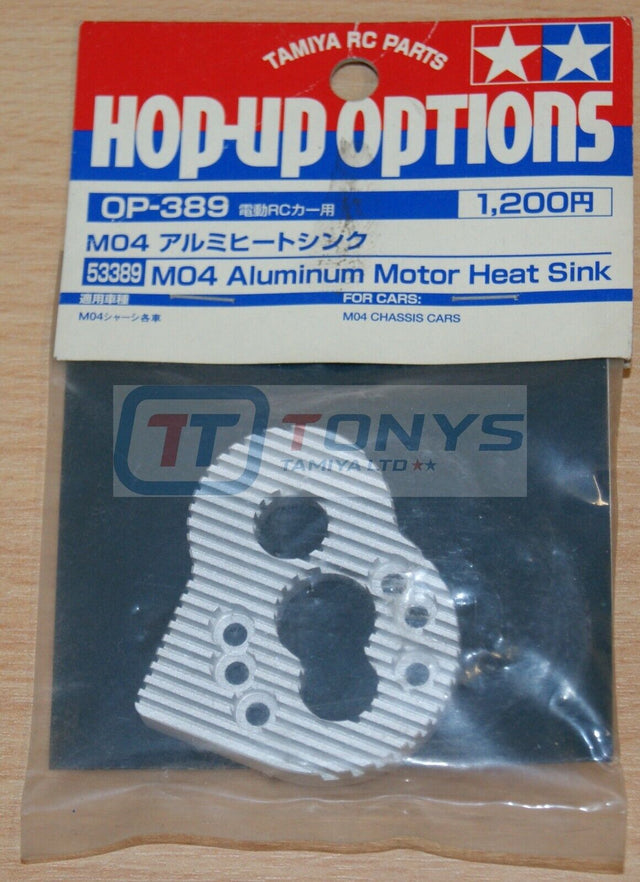 TAMIYA RC PARTS
HOP-UP OPTIONS
OP-389 電動RCカー用 1,200円
M04 アルミヒートシンク
53389 M04 Aluminum Motor Heat Sink
適用車種 FOR CARS:
M04シャーシ各車 M04 CHASSIS CARS
TT TONYS
TAMIYA LTD ★★